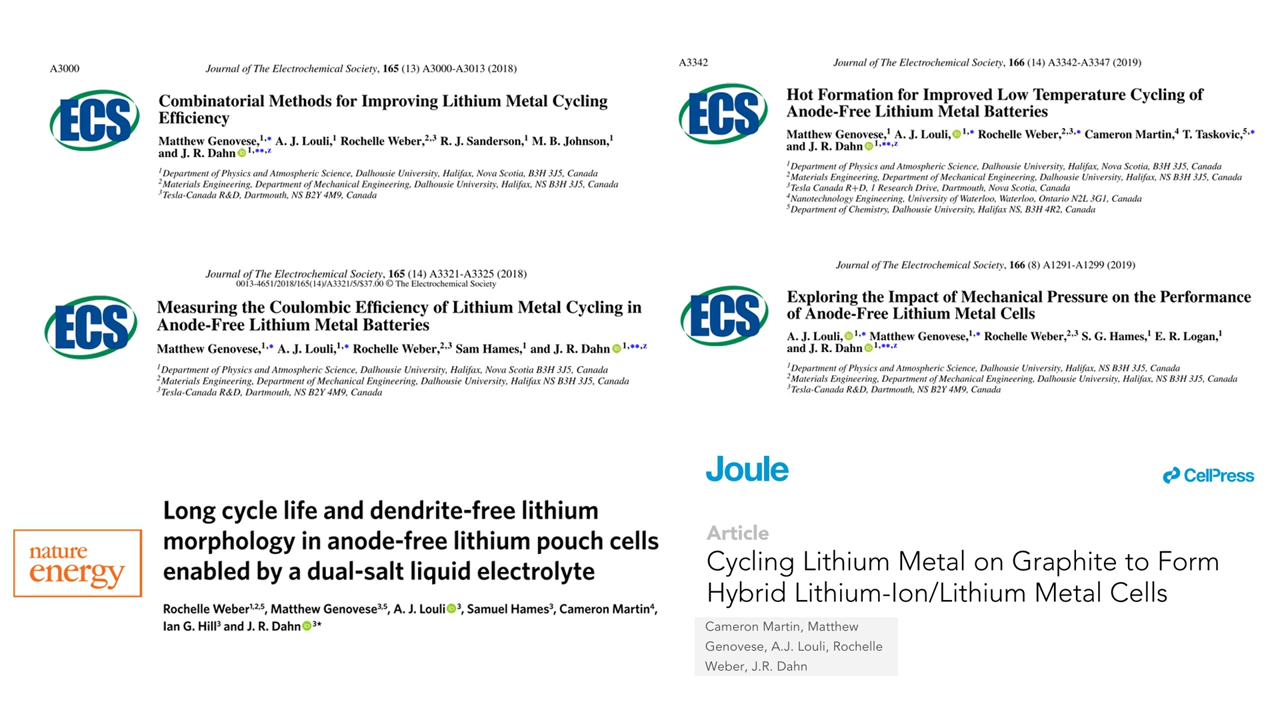 A3000
Journal of The Electrochemical Society, 165 (13) A3000-A3013 (2018)
ECS
Combinatorial Methods for Improving Lithium Metal Cycling
Efficiency
Matthew Genovese,1,* A. J. Louli,1 Rochelle Weber,2,3 R. J. Sanderson,1 M. B. Johnson,1
and J. R. Dahn 1,**,z
1Department of Physics and Atmospheric Science, Dalhousie University, Halifax, Nova Scotia, B3H 3J5, Canada
2Materials Engineering, Department of Mechanical Engineering, Dalhousie University, Halifax, NS B3H 3J5, Canada
3Tesla-Canada R&D, Dartmouth, NS B2Y 4M9, Canada
A3342
Journal of The Electrochemical Society, 166 (14) A3342-A3347 (2019)
ECS
Hot Formation for Improved Low Temperature Cycling of
Anode-Free Lithium Metal Batteries
Matthew Genovese,1 A. J. Louli, 1,* Rochelle Weber,2,3,* Cameron Martin,4 T. Taskovic,5,*
and J. R. Dahn 1,**,z
1Department of Physics and Atmospheric Science, Dalhousie University, Halifax, Nova Scotia, B3H 3J5, Canada
2Materials Engineering, Department of Mechanical Engineering, Dalhousie University, Halifax, NS B3H 3J5, Canada
3Tesla Canada R+D, 1 Research Drive, Dartmouth, Nova Scotia, Canada
4Nanotechnology Engineering, University of Waterloo, Waterloo, Ontario N2L 3G1, Canada
5Department of Chemistry, Dalhousie University, Halifax NS, B3H 4R2, Canada
Journal of The Electrochemical Society, 165 (14) A3321-A3325 (2018)
0013-4651/2018/165(14)/A3321/5/$37.00 © The Electrochemical Society
ECS
Measuring the Coulombic Efficiency of Lithium Metal Cycling in
Anode-Free Lithium Metal Batteries
Matthew Genovese,1,* A. J. Louli,1,* Rochelle Weber,2,3 Sam Hames,1 and J. R. Dahn 1,**,z
1Department of Physics and Atmospheric Science, Dalhousie University, Halifax, Nova Scotia B3H 3J5, Canada
2Materials Engineering, Department of Mechanical Engineering, Dalhousie University, Halifax NS B3H 3J5, Canada
3Tesla-Canada R&D, Dartmouth, NS B2Y 4M9, Canada
Journal of The Electrochemical Society, 166 (8) A1291-A1299 (2019)
ECS
Exploring the Impact of Mechanical Pressure on the Performance
of Anode-Free Lithium Metal Cells
A. J. Louli, 1,* Matthew Genovese,1,* Rochelle Weber,2,3 S. G. Hames,1 E. R. Logan,1
and J. R. Dahn 1,**,z
1Department of Physics and Atmospheric Science, Dalhousie University, Halifax, NS B3H 3J5, Canada
2Materials Engineering, Department of Mechanical Engineering, Dalhousie University, Halifax, NS B3H 3J5, Canada
3Tesla-Canada R&D, Dartmouth, NS B2Y 4M9, Canada
nature
energy
Long cycle life and dendrite-free lithium
morphology in anode-free lithium pouch cells
enabled by a dual-salt liquid electrolyte
Rochelle Weber1,2,5, Matthew Genovese3,5, A. J. Louli 3, Samuel Hames3, Cameron Martin4,
Ian G. Hill3 and J. R. Dahn 3*
Joule
CellPress
Article
Cycling Lithium Metal on Graphite to Form
Hybrid Lithium-Ion/Lithium Metal Cells
Cameron Martin, Matthew
Genovese, A.J. Louli, Rochelle
Weber, J.R. Dahn